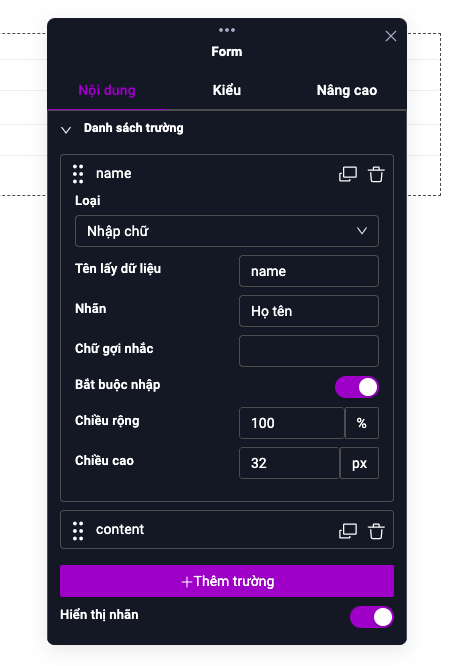 Form
Nội dung Kiểu Nâng cao
Danh sách trường
name
Loại
Nhập chữ
Tên lấy dữ liệu name
Nhãn Họ tên
Chữ gợi nhắc
Bắt buộc nhập
Chiều rộng 100 %
Chiều cao 32 px
content
+Thêm trường
Hiển thị nhãn